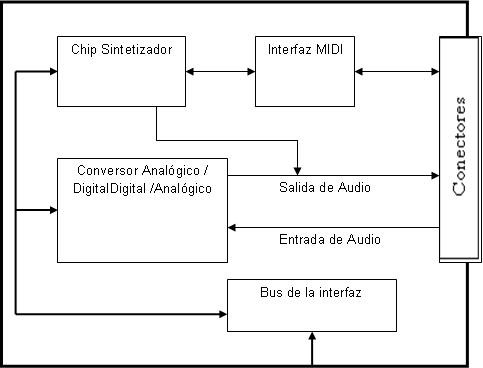 Chip Sintetizador
Interfaz MIDI
Conectores
Conversor Analógico /
DigitalDigital /Analógico
Salida de Audio
Entrada de Audio
Bus de la interfaz